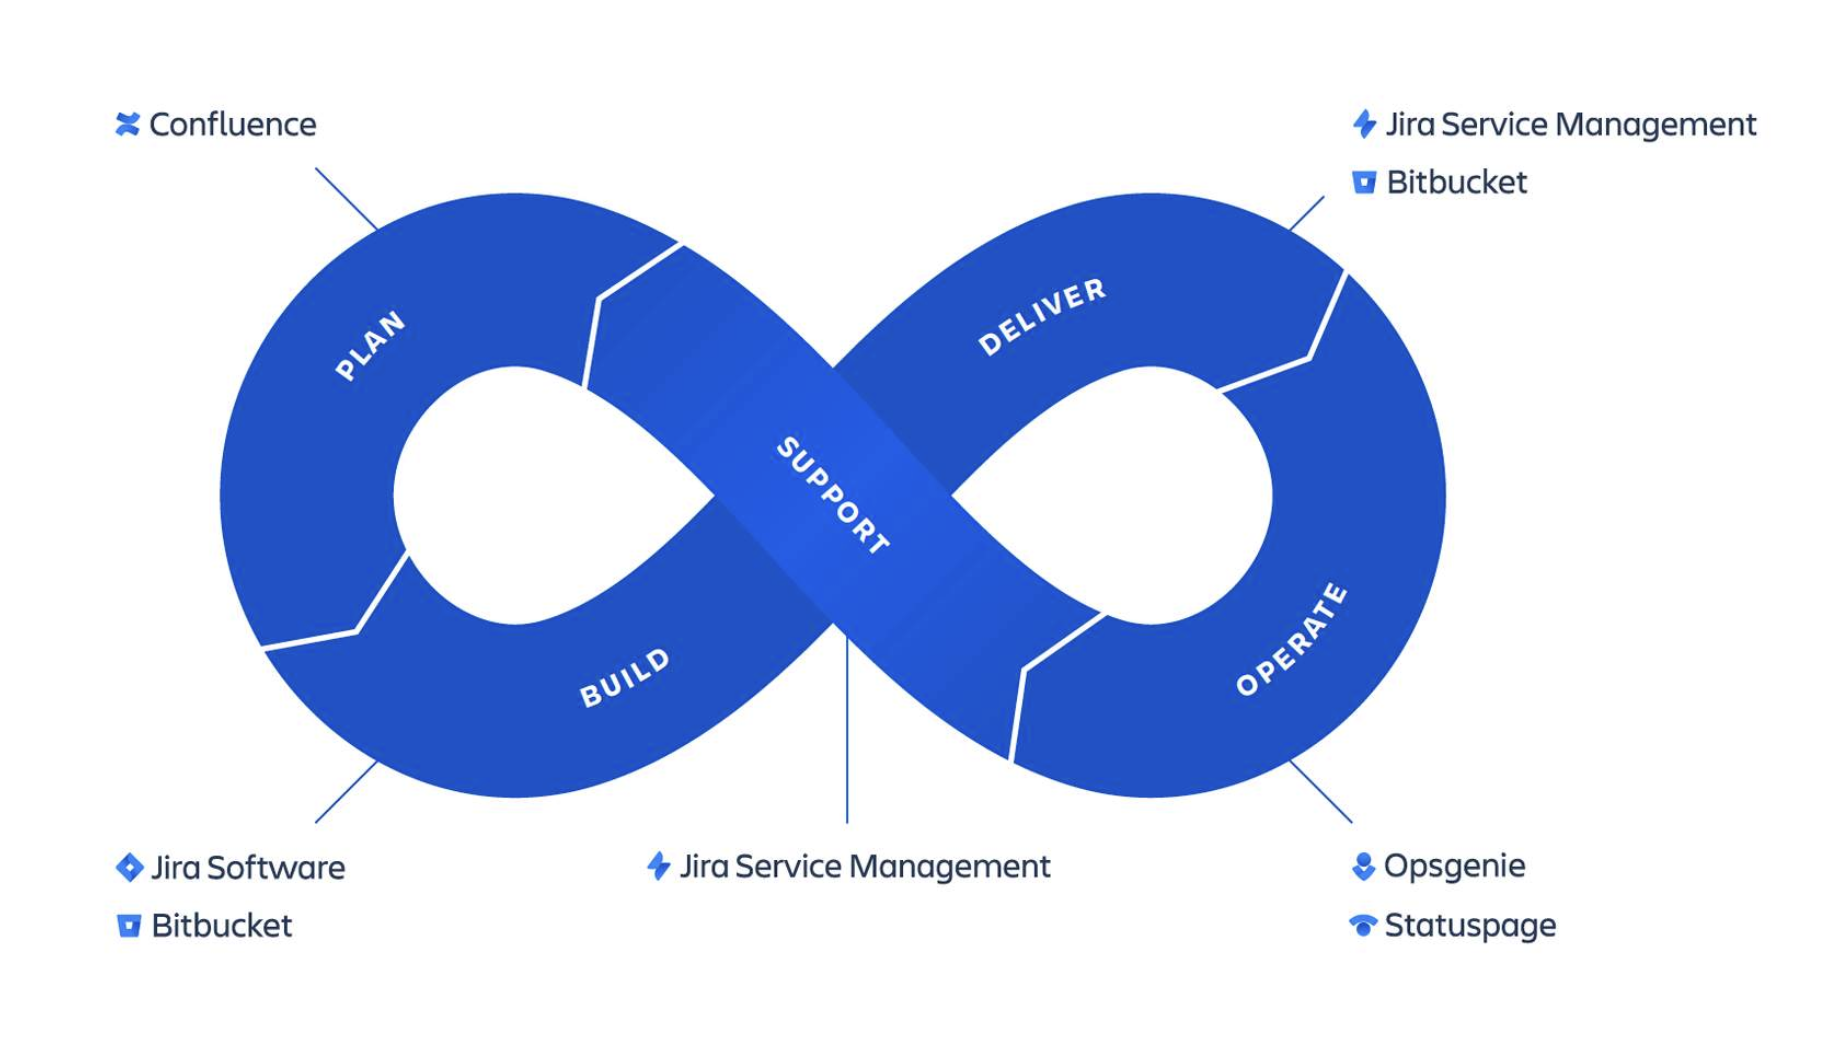 Confluence
Jira Service Management
Bitbucket
PLAN
DELIVER
SUPPORT
BUILD
OPERATE
Jira Software
Bitbucket
Jira Service Management
Opsgenie
Statuspage